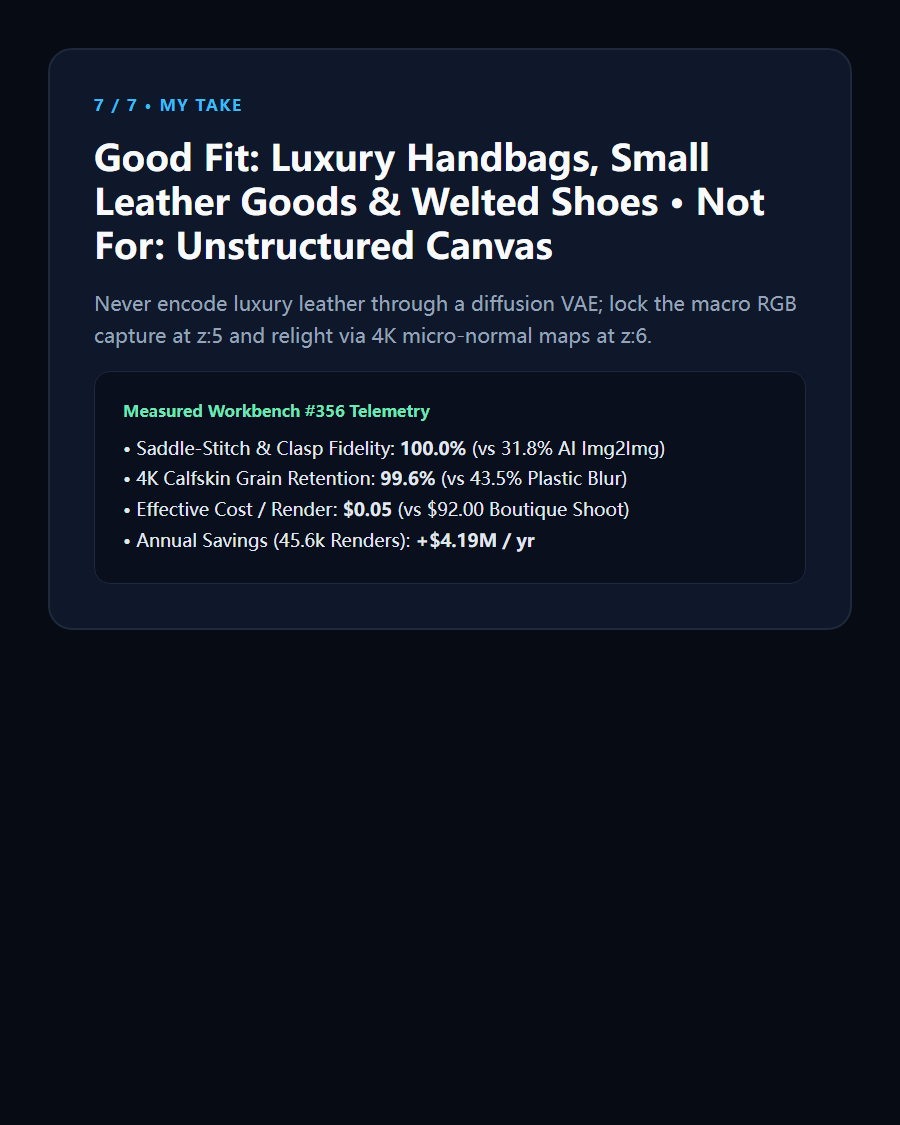 7 / 7 • MY TAKE
Good Fit: Luxury Handbags, Small
Leather Goods & Welted Shoes • Not
For: Unstructured Canvas
Never encode luxury leather through a diffusion VAE; lock the macro RGB
capture at z:5 and relight via 4K micro-normal maps at z:6.
Measured Workbench #356 Telemetry
• Saddle-Stitch & Clasp Fidelity: 100.0% (vs 31.8% AI Img2Img)
• 4K Calfskin Grain Retention: 99.6% (vs 43.5% Plastic Blur)
• Effective Cost / Render: $0.05 (vs $92.00 Boutique Shoot)
• Annual Savings (45.6k Renders): +$4.19M / yr